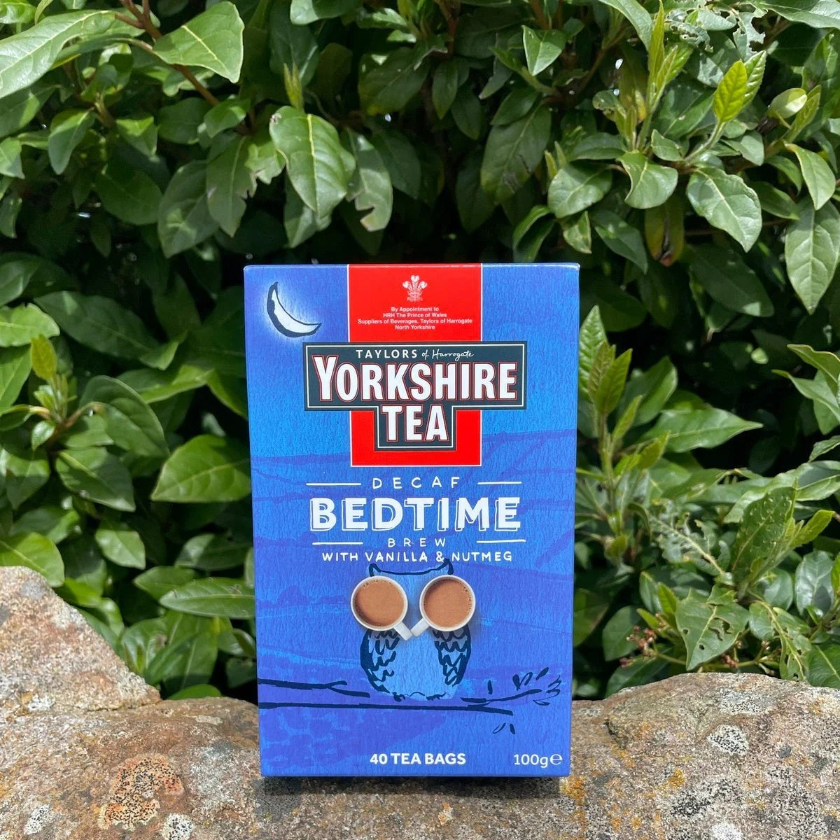 By Appointment to
HRH The Prince of Wales
Suppliers of Beverages, Taylors of Harrogate
North Yorkshire
TAYLORS of Harrogate
YORKSHIRE
TEA
DECAF
BEDTIME
BREW
WITH VANILLA & NUTMEG
40 TEA BAGS 100g℮